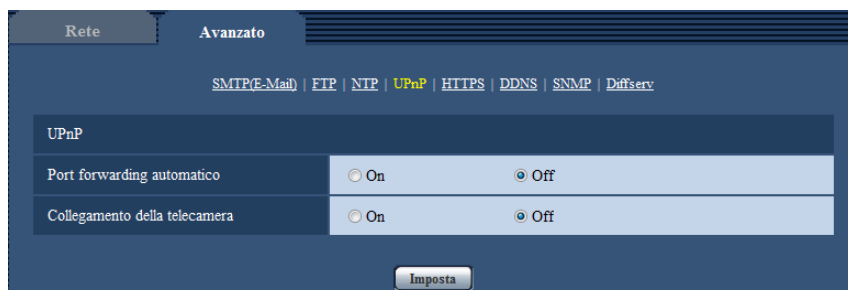 Rete Avanzato
SMTP(E-Mail) | FTP | NTP | UPnP | HTTPS | DDNS | SNMP | Diffserv
UPnP
Port forwarding automatico On Off
Collegamento della telecamera On Off
Imposta